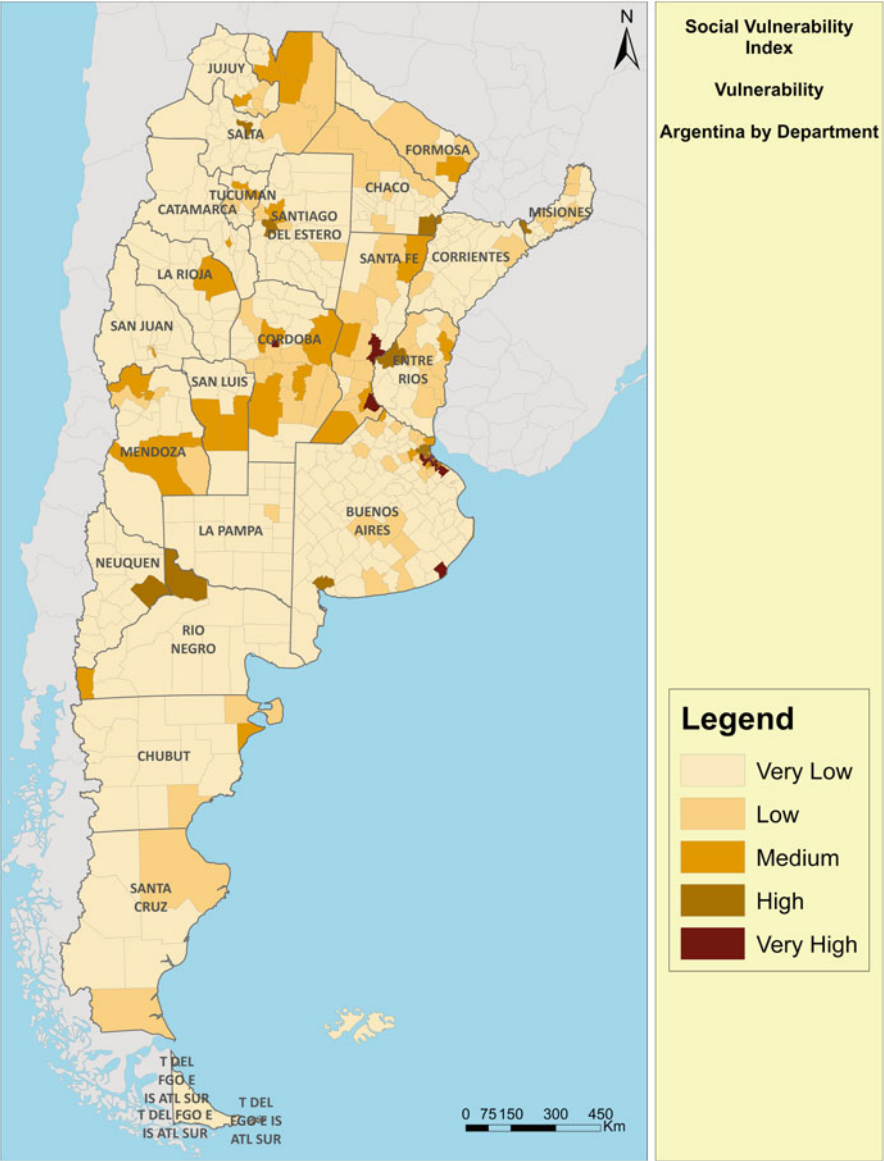 Social Vulnerability
Index
Vulnerability
Argentina by Department
N
JUJUY
SALTA
FORMOSA
CHACO
TUCUMAN
CATAMARCA
SANTIAGO
DEL ESTERO
MISIONES
SANTA FE
CORRIENTES
LA RIOJA
SAN JUAN
CORDOBA
ENTRE
RIOS
SAN LUIS
MENDOZA
BUENOS
AIRES
LA PAMPA
NEUQUEN
RIO
NEGRO
CHUBUT
SANTA
CRUZ
T DEL
FGO E
IS ATL SUR
T DEL FGO E
IS ATL SUR
T DEL
FGO E IS
ATL SUR
0 75 150 300 450
Km
Legend
Very Low
Low
Medium
High
Very High